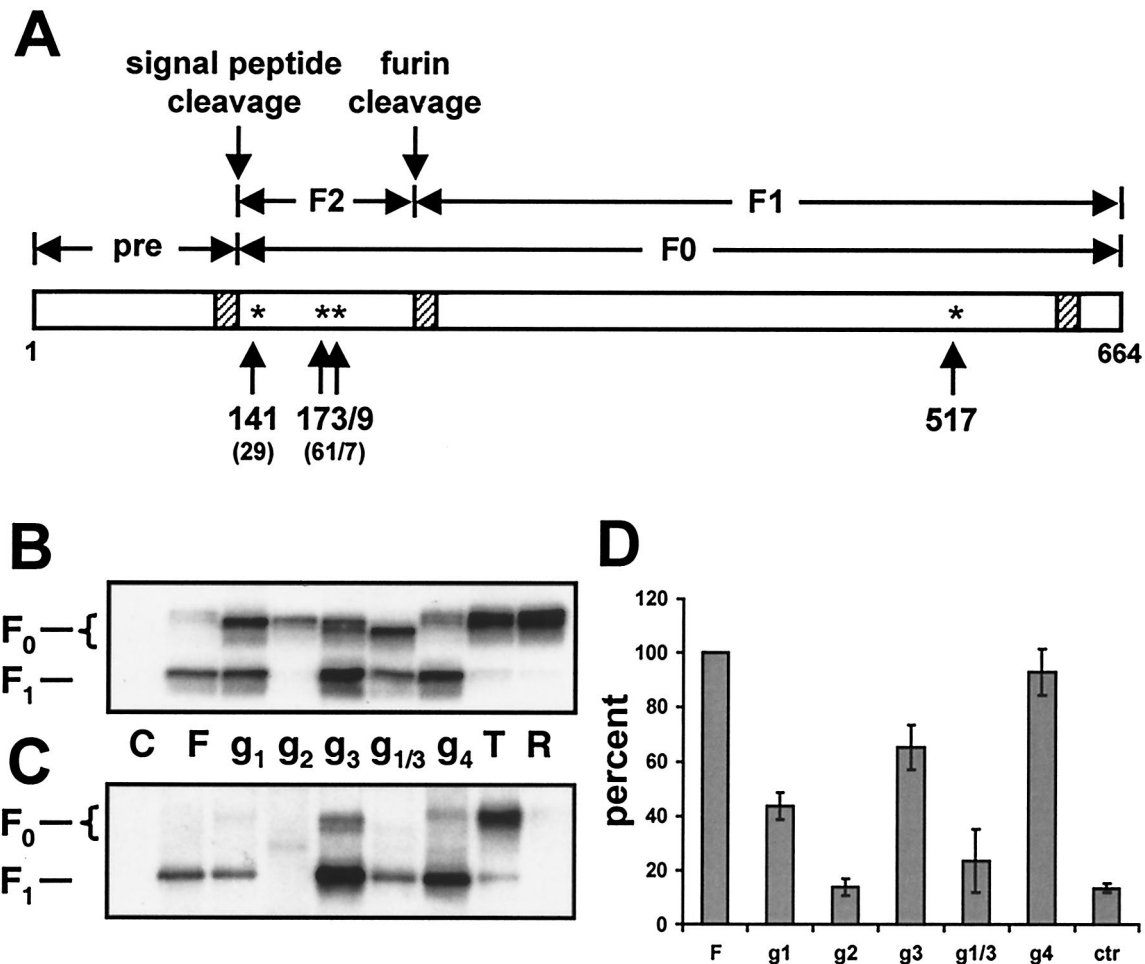 A
signal peptide cleavage
furin cleavage
F2
F1
pre
F0
* ** *
1
664
141
(29)
173/9
(61/7)
517
B
F0
F1
C F g1 g2 g3 g1/3 g4 T R
C
F0
F1
D
percent
120
100
80
60
40
20
0
F g1 g2 g3 g1/3 g4 ctr